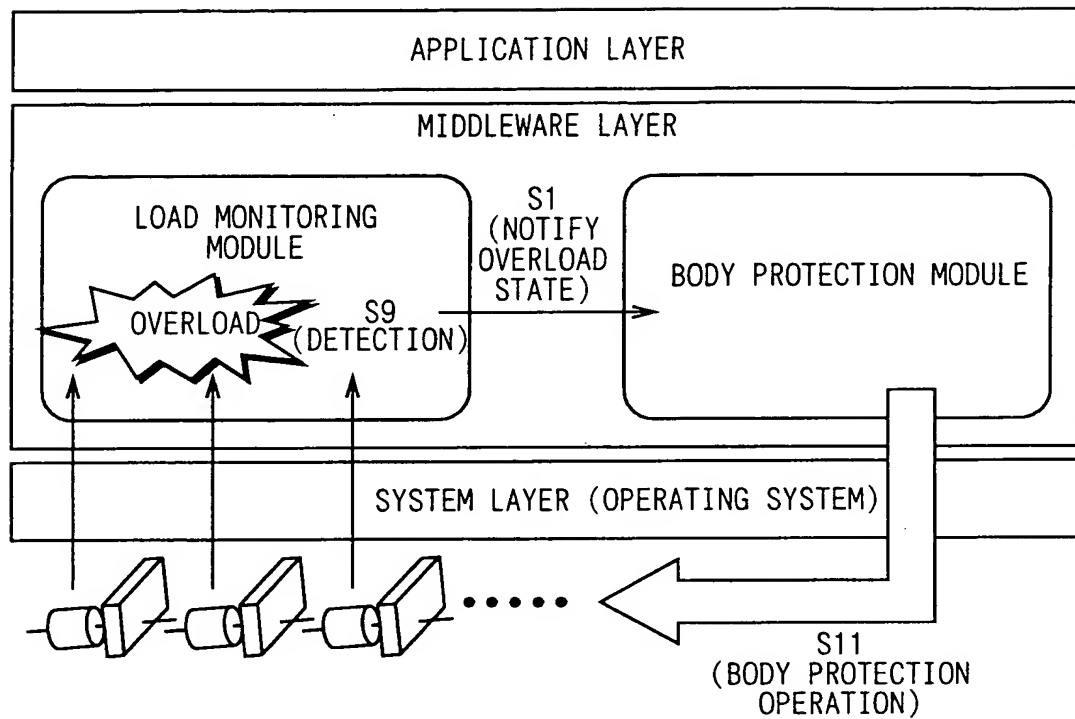 APPLICATION LAYER
MIDDLEWARE LAYER
LOAD MONITORING
MODULE
OVERLOAD
S9
(DETECTION)
S1
(NOTIFY
OVERLOAD
STATE)
BODY PROTECTION MODULE
SYSTEM LAYER (OPERATING SYSTEM)
S11
(BODY PROTECTION
OPERATION)